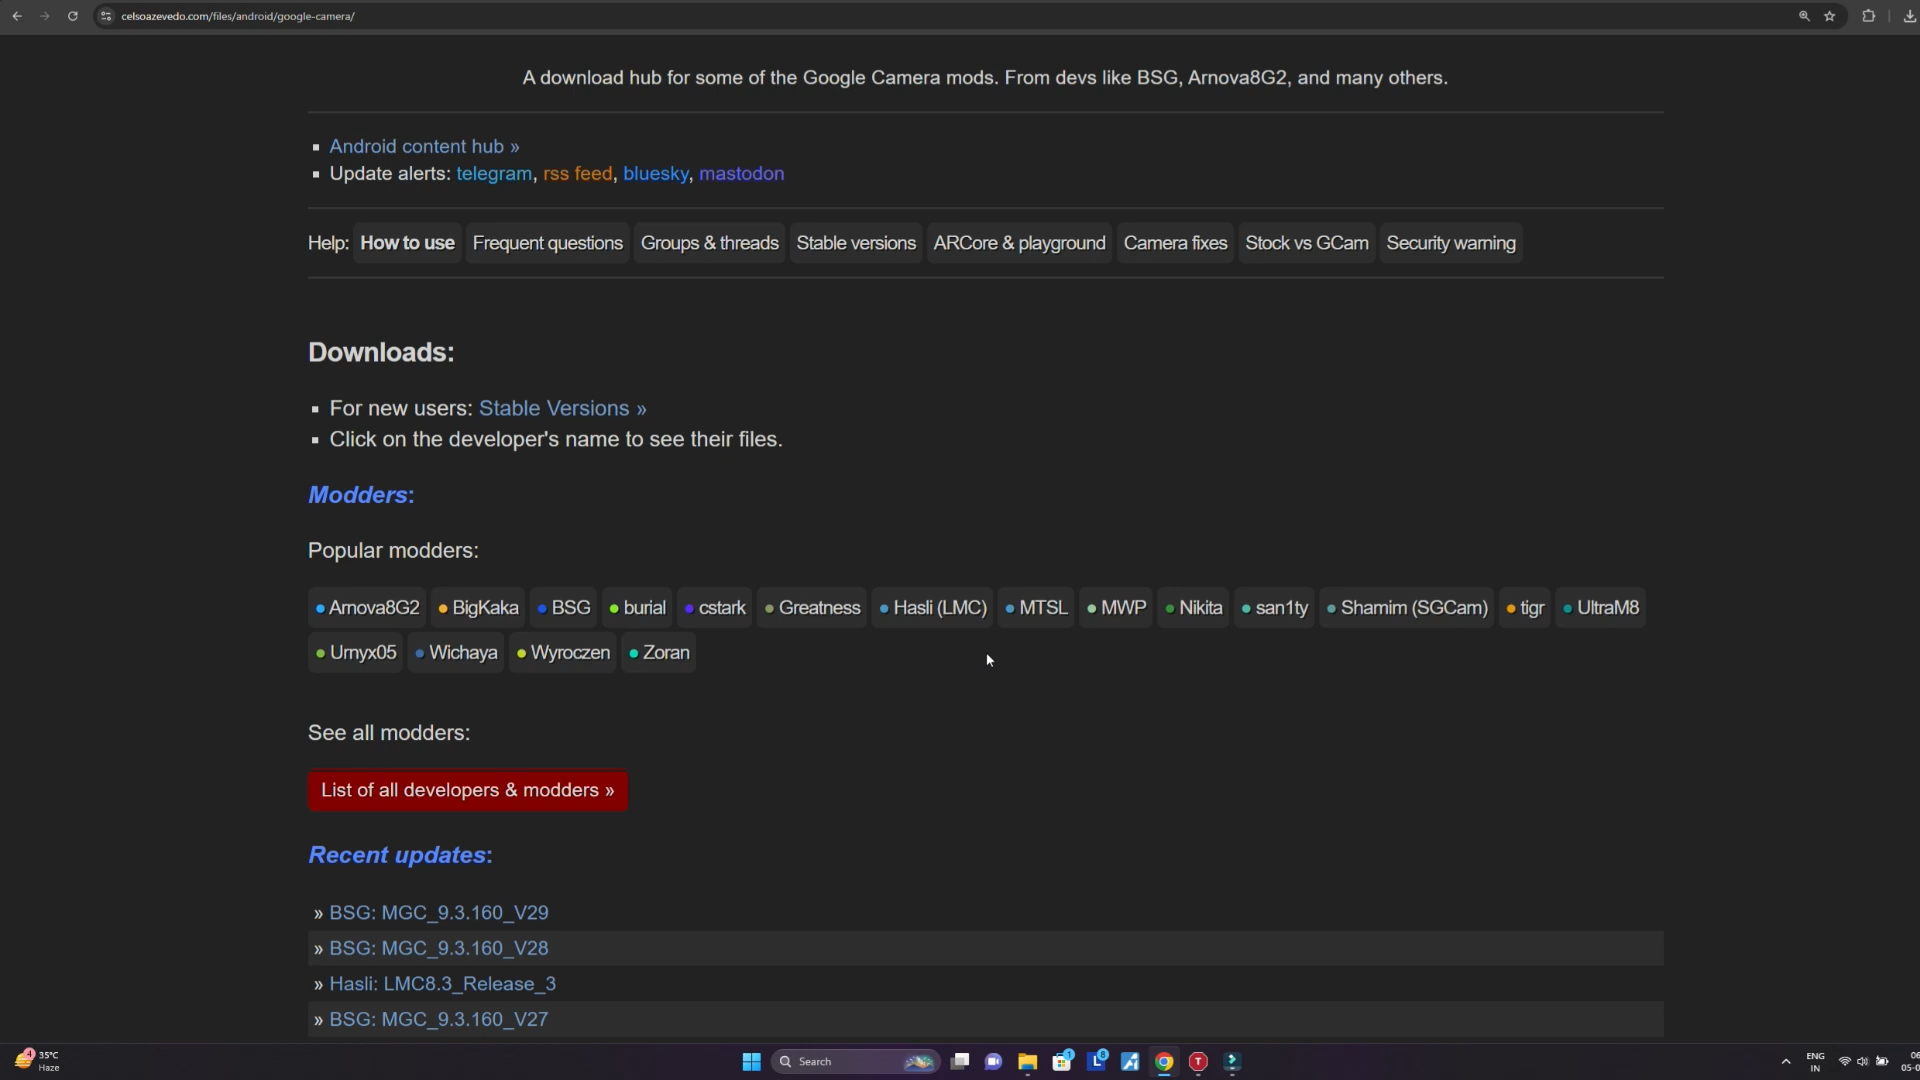 celsoazevedo.com/files/android/google-camera/
A download hub for some of the Google Camera mods. From devs like BSG, Arnova8G2, and many others.
Android content hub »
Update alerts: telegram, rss feed, bluesky, mastodon
Help: How to use Frequent questions Groups & threads Stable versions ARCore & playground Camera fixes Stock vs GCam Security warning
Downloads:
For new users: Stable Versions »
Click on the developer's name to see their files.
Modders:
Popular modders:
Arnova8G2 BigKaka BSG burial cstark Greatness Hasli (LMC) MTSL MWP Nikita san1ty Shamim (SGCam) tigr UltraM8
Urnyx05 Wichaya Wyroczen Zoran
See all modders:
List of all developers & modders »
Recent updates:
» BSG: MGC_9.3.160_V29
» BSG: MGC_9.3.160_V28
» Hasli: LMC8.3_Release_3
» BSG: MGC_9.3.160_V27
4 35°C
Haze
Search
1
8
L
T
ENG
IN
06
05-0